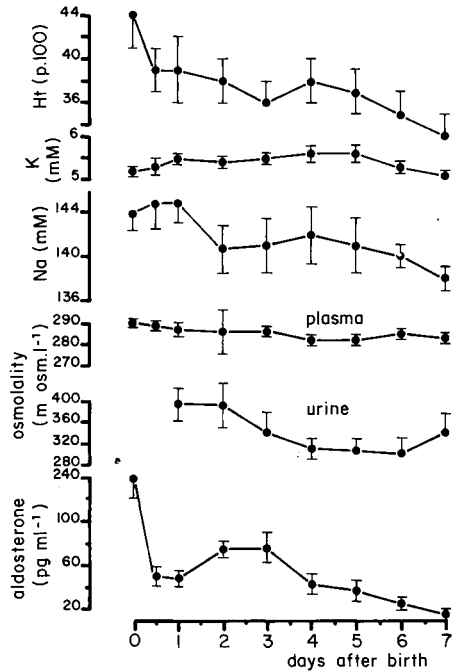 44
40
36
Ht (p.100)
6
5
K (mM)
144
140
136
Na (mM)
290
280
plasma
osmolality (m osm.l⁻¹)
400
360
320
280
urine
240
100
60
20
aldosterone (pg ml⁻¹)
0 1 2 3 4 5 6 7
days after birth